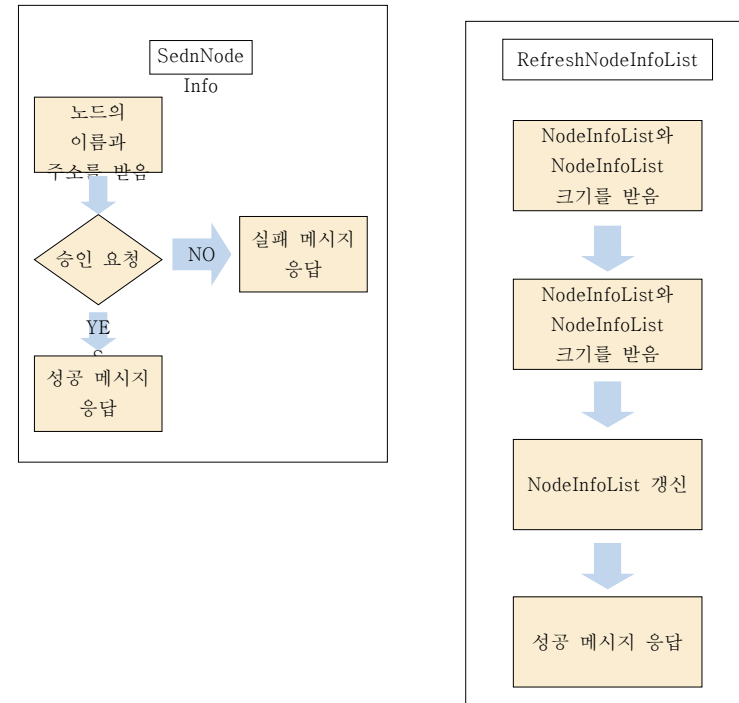 SednNode
Info
노드의
이름과
주소를 받음
승인 요청
NO
실패 메시지
응답
YE
성공 메시지
응답
RefreshNodeInfoList
NodeInfoList와
NodeInfoList
크기를 받음
NodeInfoList와
NodeInfoList
크기를 받음
NodeInfoList 갱신
성공 메시지 응답